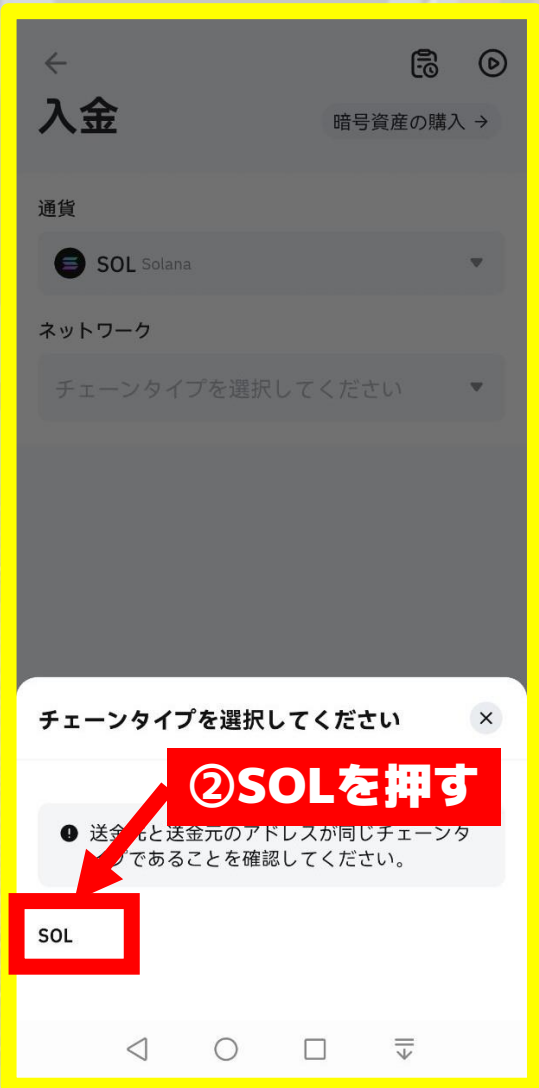 入金
暗号資産の購入 →
通貨
SOL Solana
ネットワーク
チェーンタイプを選択してください
チェーンタイプを選択してください
②SOLを押す
送金先と送金元のアドレスが同じチェーンタ
プであることを確認してください。
SOL